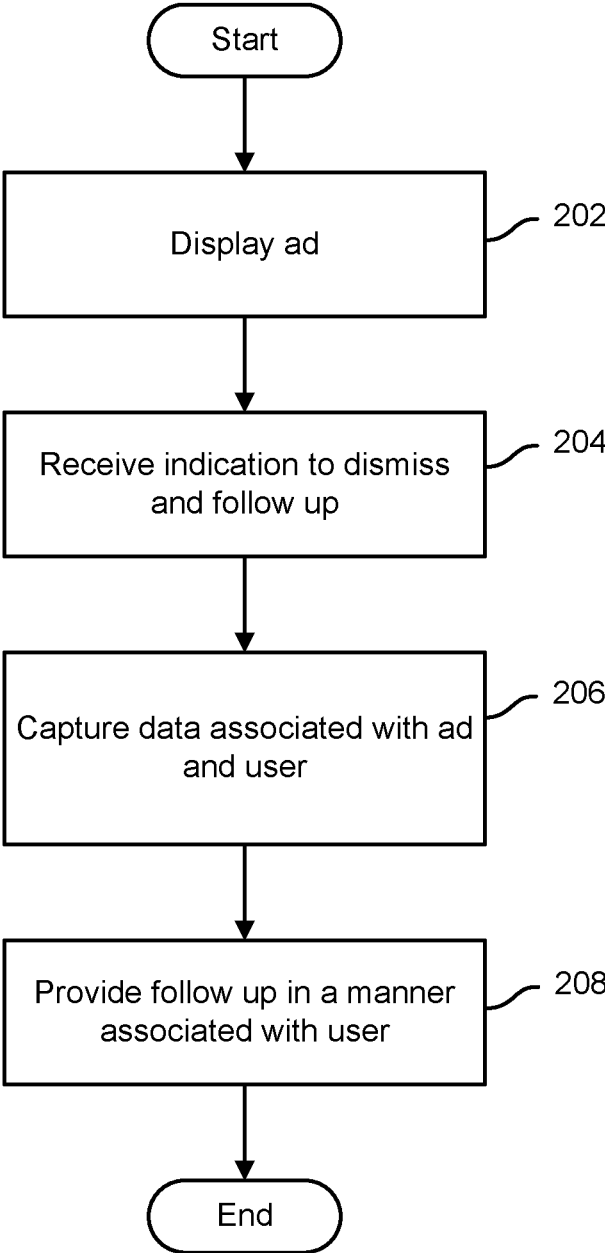 Start
Display ad
202
Receive indication to dismiss
and follow up
204
Capture data associated with ad
and user
206
Provide follow up in a manner
associated with user
208
End